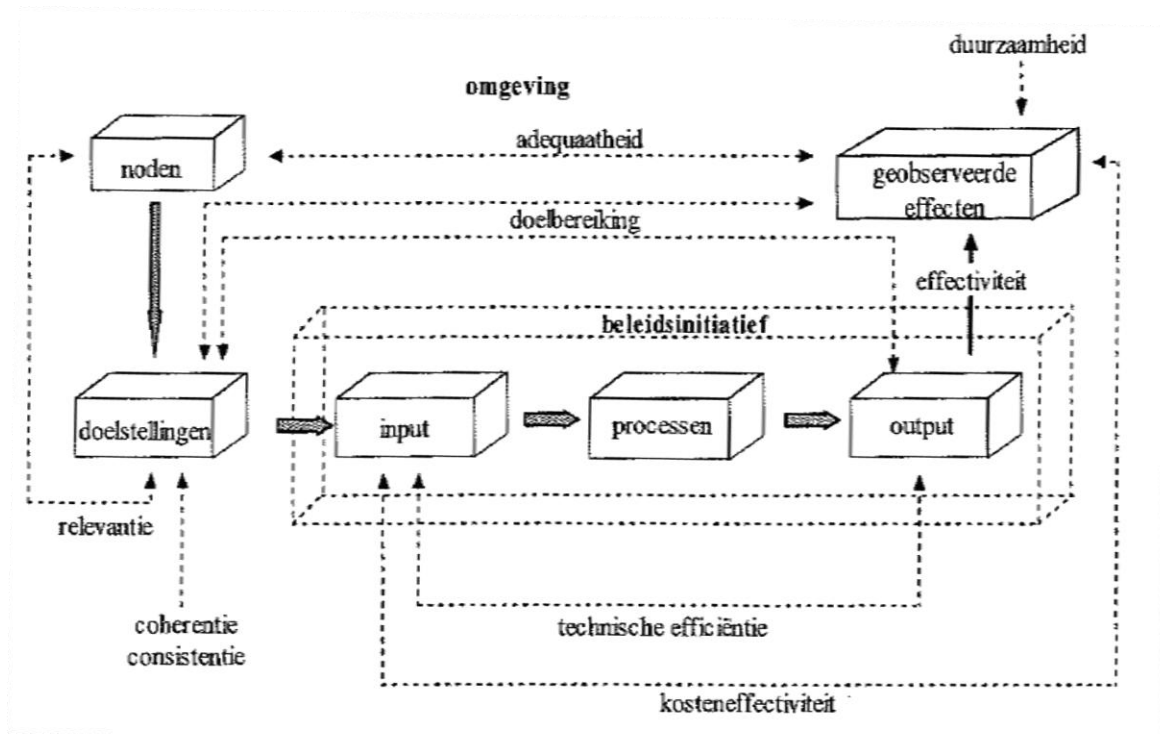 duurzaamheid
omgeving
adequaatheid
noden
geobserveerde
effecten
doelbereiking
effectiviteit
beleidsinitiatief
doelstellingen
input
processen
output
relevantie
coherentie
consistentie
technische efficiëntie
kosteneffectiviteit